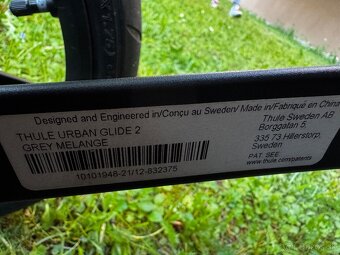 Designed and Engineered in/Conçu au Sweden/ Made in/Fabriqué en China
THULE URBAN GLIDE 2
GREY MELANGE
10101948-21/12-832375
Thule Sweden AB
Borggatan 5,
335 73 Hillerstorp,
Sweden
PAT. SEE
www.thule.com/patents